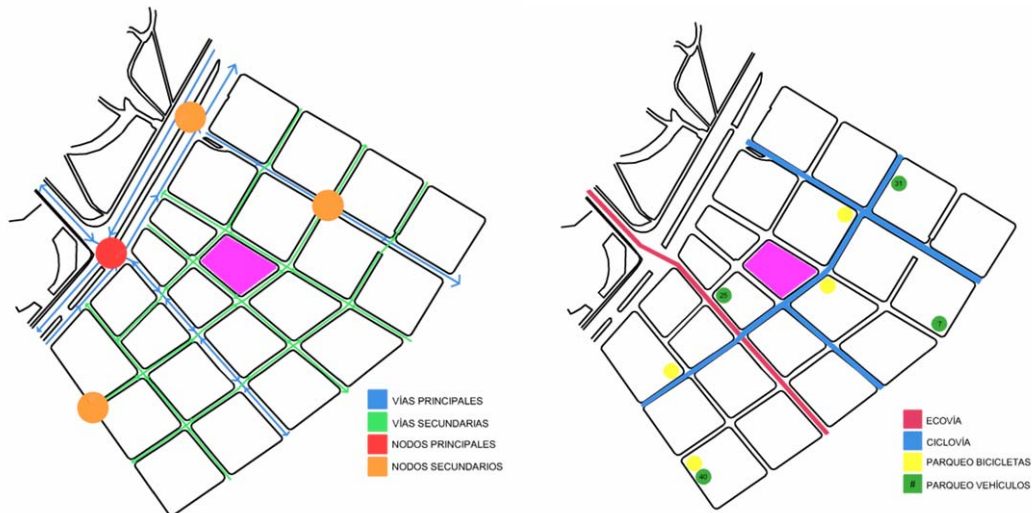 VÍAS PRINCIPALES
VÍAS SECUNDARIAS
NODOS PRINCIPALES
NODOS SECUNDARIOS
31
25
7
40
ECOVÍA
CICLOVÍA
PARQUEO BICICLETAS
# PARQUEO VEHÍCULOS